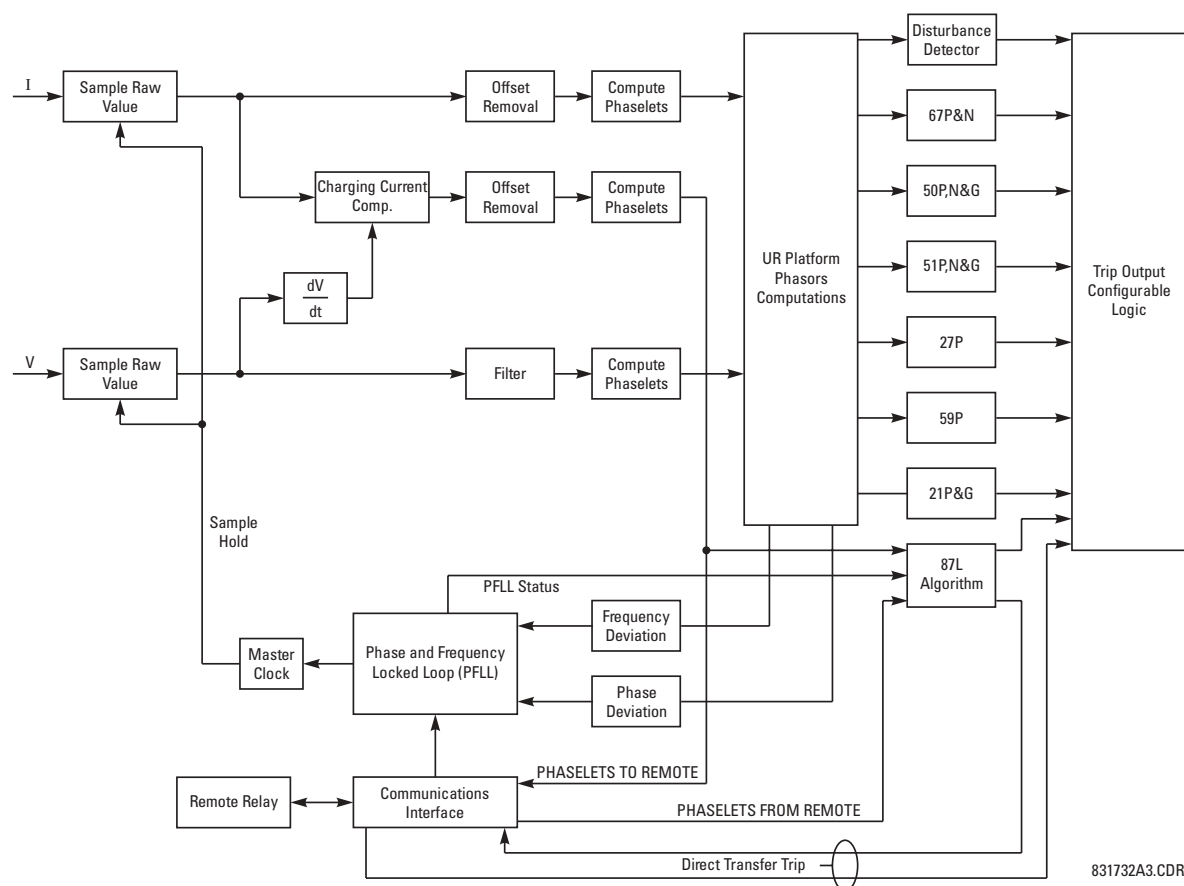 Disturbance
Detector
I
Sample Raw
Value
Offset
Removal
Compute
Phaselets
67P&N
Charging Current
Comp.
Offset
Removal
Compute
Phaselets
50P,N&G
UR Platform
Phasors
Computations
51P,N&G
Trip Output
Configurable
Logic
dV
dt
27P
V
Sample Raw
Value
Filter
Compute
Phaselets
59P
21P&G
Sample
Hold
87L
Algorithm
PFLL Status
Frequency
Deviation
Master
Clock
Phase and Frequency
Locked Loop (PFLL)
Phase
Deviation
PHASELETS TO REMOTE
Remote Relay
Communications
Interface
PHASELETS FROM REMOTE
Direct Transfer Trip
831732A3.CDR